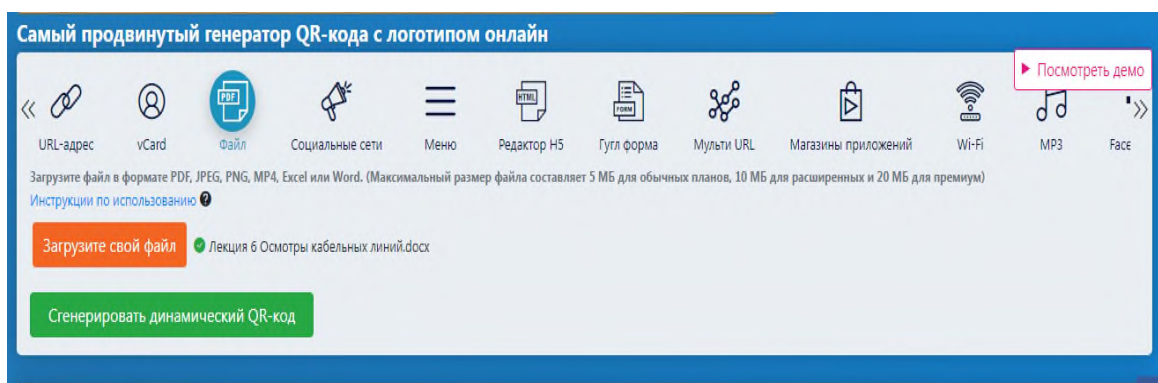 Самый продвинутый генератор QR-кода с логотипом онлайн
Посмотреть демо
URL-адрес vCard Файл Социальные сети Меню Редактор H5 Гугл форма Мульти URL Магазины приложений Wi-Fi MP3 Face
Загрузите файл в формате PDF, JPEG, PNG, MP4, Excel или Word. (Максимальный размер файла составляет 5 МБ для обычных планов, 10 МБ для расширенных и 20 МБ для премиум)
Инструкции по использованию
Загрузите свой файл Лекция 6 Осмотры кабельных линий.docx
Сгенерировать динамический QR-код